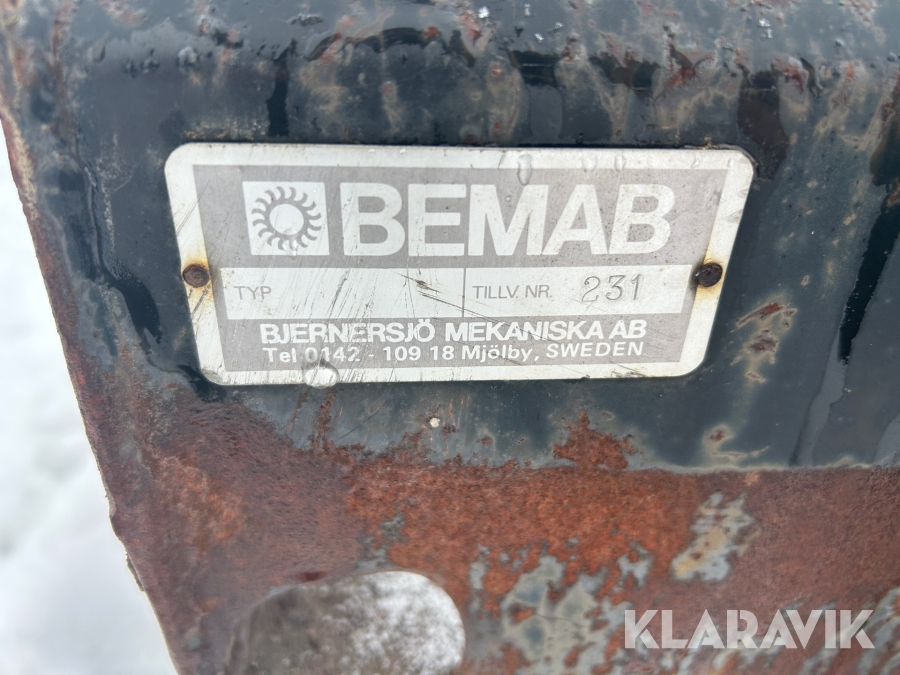 BEMAB
TYP TILLV. NR. 231
BJERNERSJÖ MEKANISKA AB
Tel 0142 - 109 18 Mjölby, SWEDEN
KLARAVIK